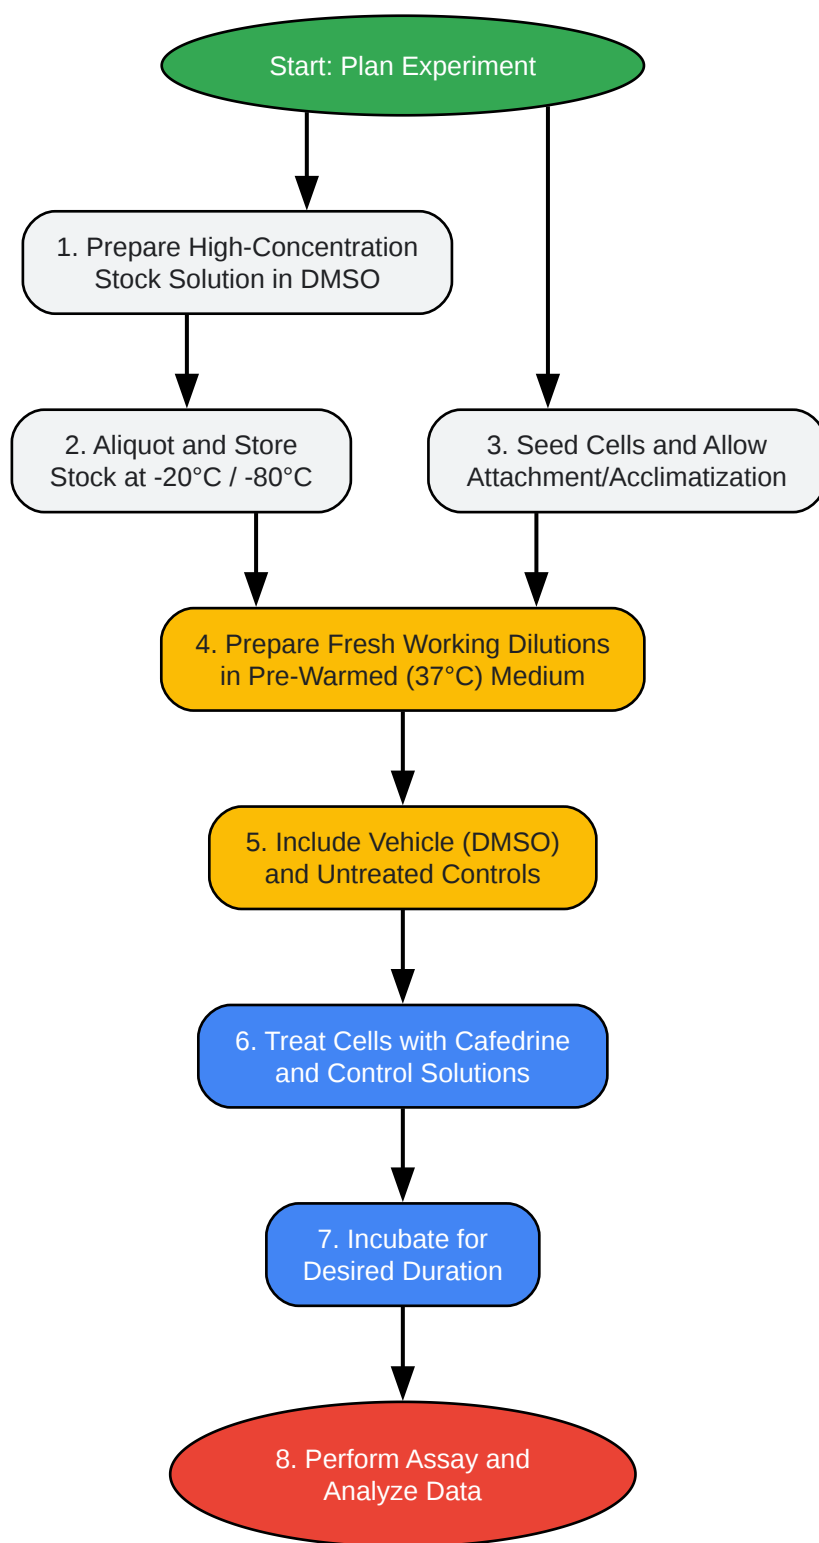 Start: Plan Experiment
1. Prepare High-Concentration
Stock Solution in DMSO
2. Aliquot and Store
Stock at -20°C / -80°C
3. Seed Cells and Allow
Attachment/Acclimatization
4. Prepare Fresh Working Dilutions
in Pre-Warmed (37°C) Medium
5. Include Vehicle (DMSO)
and Untreated Controls
6. Treat Cells with Cafedrine
and Control Solutions
7. Incubate for
Desired Duration
8. Perform Assay and
Analyze Data